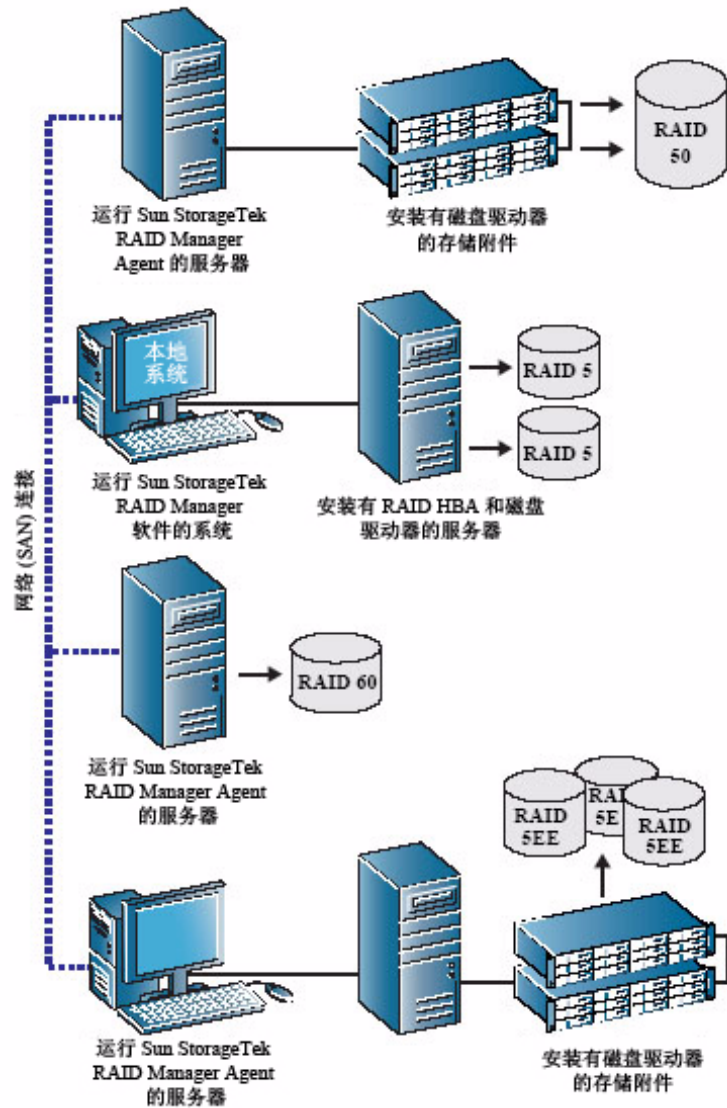 RAID
50
运行 Sun StorageTek
RAID Manager
Agent 的服务器
安装有磁盘驱动器
的存储附件
本地
系统
RAID 5
RAID 5
运行 Sun StorageTek
RAID Manager
软件的系统
安装有 RAID HBA 和磁盘
驱动器的服务器
网络 (SAN) 连接
RAID 60
运行 Sun StorageTek
RAID Manager Agent
的服务器
RAID
5EE
RAID
5EE
运行 Sun StorageTek
RAID Manager Agent
的服务器
安装有磁盘驱动器
的存储附件